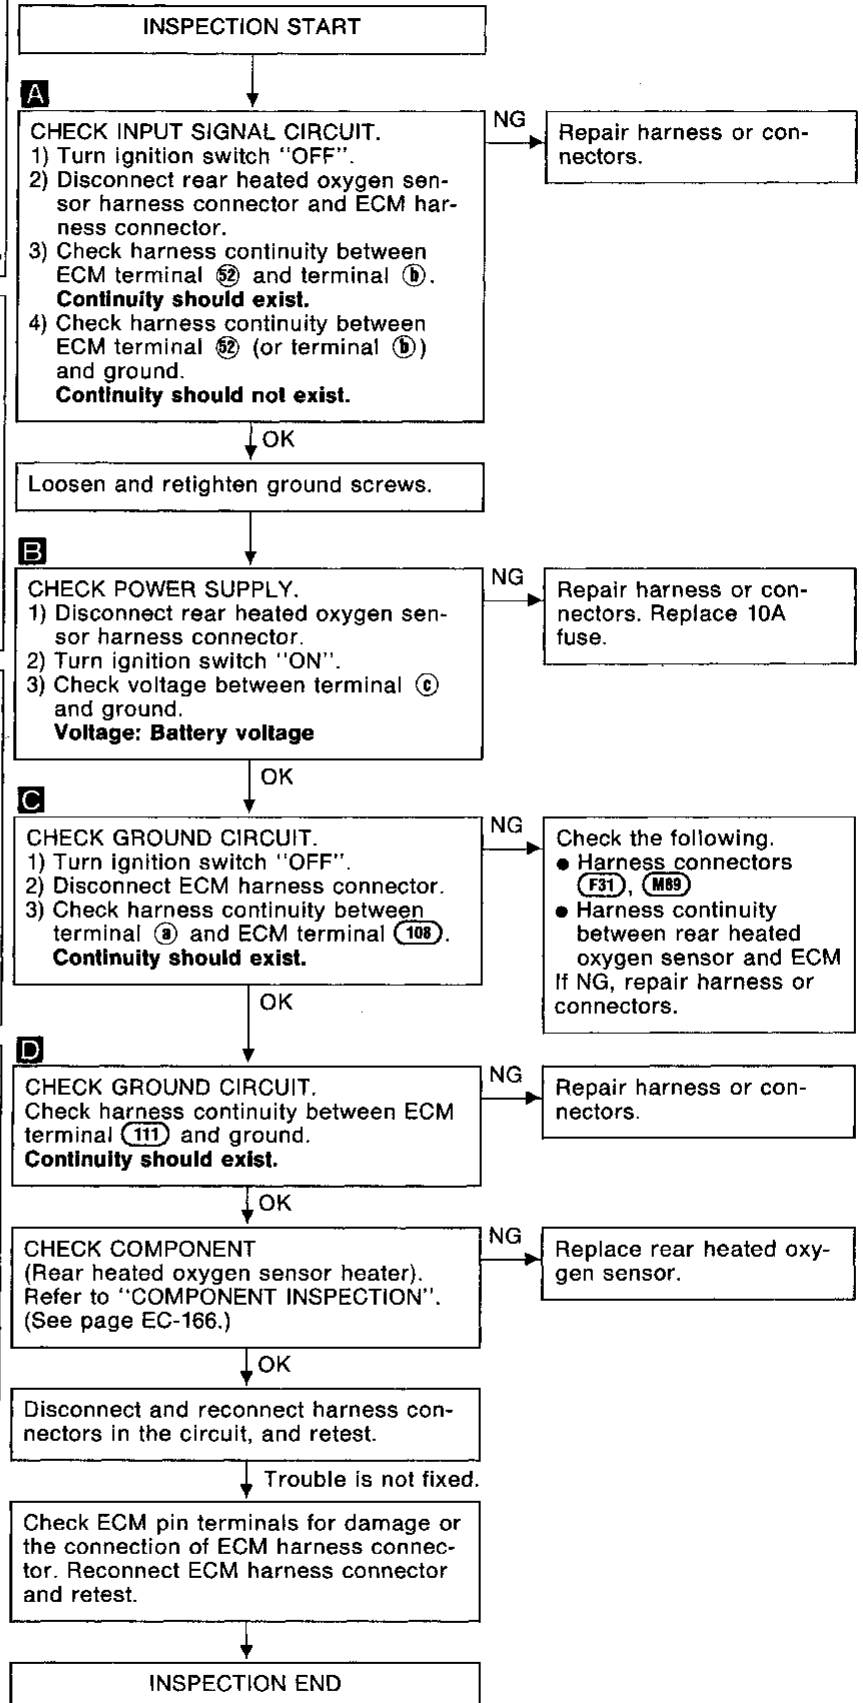 INSPECTION START
A
CHECK INPUT SIGNAL CIRCUIT.
1) Turn ignition switch "OFF".
2) Disconnect rear heated oxygen sen-
sor harness connector and ECM har-
ness connector.
3) Check harness continuity between
ECM terminal 52 and terminal b.
Continuity should exist.
4) Check harness continuity between
ECM terminal 52 (or terminal b)
and ground.
Continuity should not exist.
NG
Repair harness or con-
nectors.
OK
Loosen and retighten ground screws.
B
CHECK POWER SUPPLY.
1) Disconnect rear heated oxygen sen-
sor harness connector.
2) Turn ignition switch "ON".
3) Check voltage between terminal c
and ground.
Voltage: Battery voltage
NG
Repair harness or con-
nectors. Replace 10A
fuse.
OK
C
CHECK GROUND CIRCUIT.
1) Turn ignition switch "OFF".
2) Disconnect ECM harness connector.
3) Check harness continuity between
terminal a and ECM terminal 108.
Continuity should exist.
NG
Check the following.
● Harness connectors
F31, M89
● Harness continuity
between rear heated
oxygen sensor and ECM
If NG, repair harness or
connectors.
OK
D
CHECK GROUND CIRCUIT.
Check harness continuity between ECM
terminal 111 and ground.
Continuity should exist.
NG
Repair harness or con-
nectors.
OK
CHECK COMPONENT
(Rear heated oxygen sensor heater).
Refer to "COMPONENT INSPECTION".
(See page EC-166.)
NG
Replace rear heated oxy-
gen sensor.
OK
Disconnect and reconnect harness con-
nectors in the circuit, and retest.
Trouble is not fixed.
Check ECM pin terminals for damage or
the connection of ECM harness connec-
tor. Reconnect ECM harness connector
and retest.
INSPECTION END